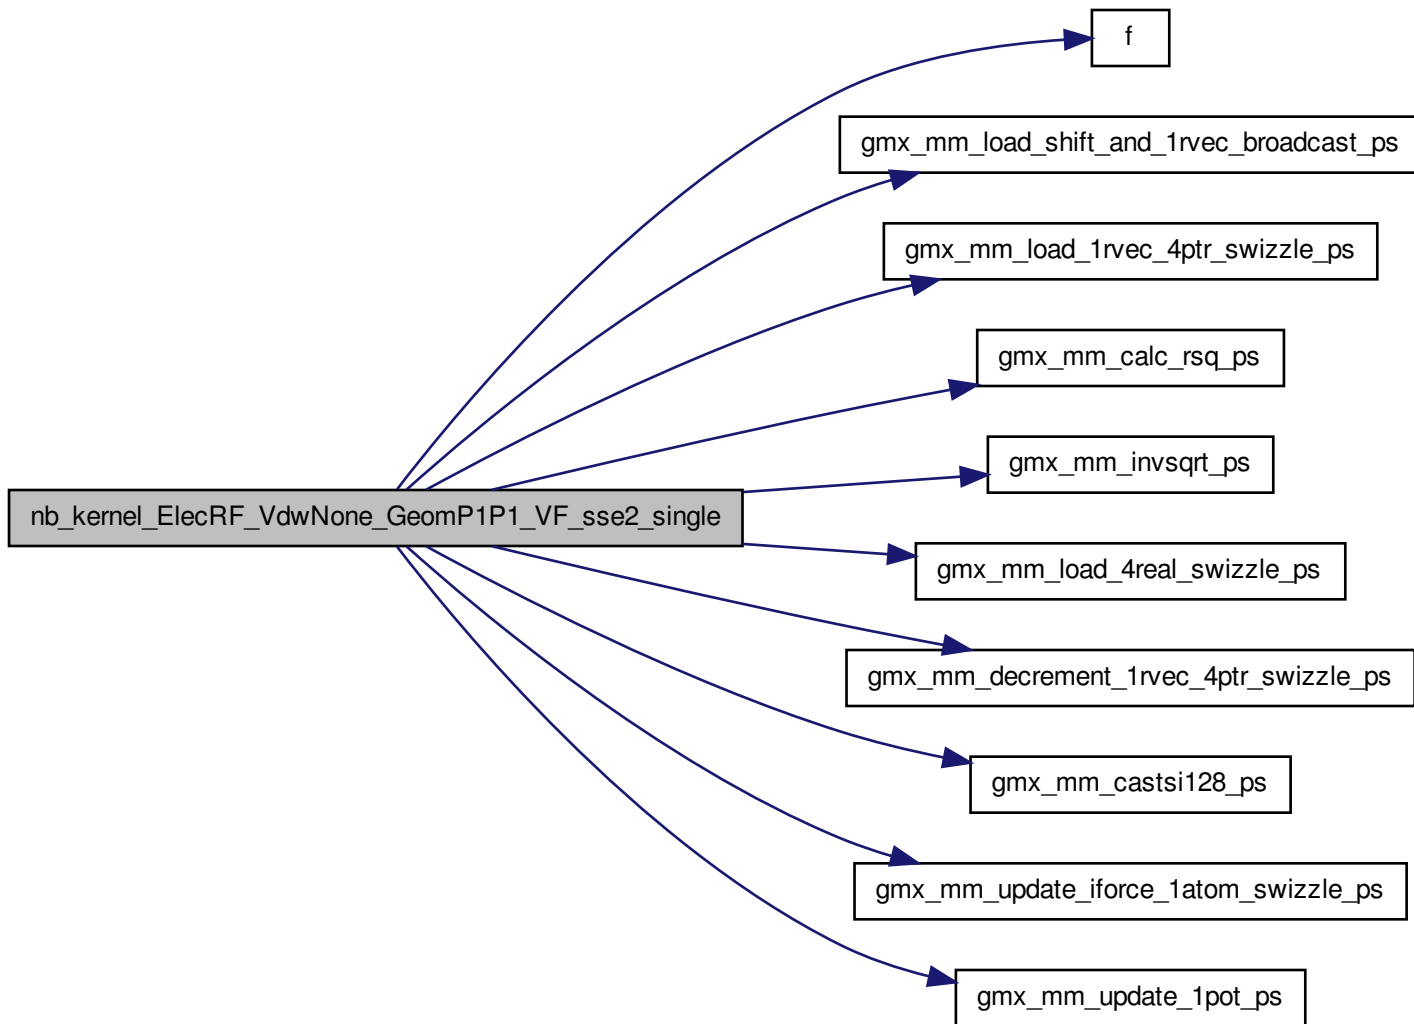 f
gmx_mm_load_shift_and_1rvec_broadcast_ps
gmx_mm_load_1rvec_4ptr_swizzle_ps
gmx_mm_calc_rsq_ps
gmx_mm_invsqrt_ps
nb_kernel_ElecRF_VdwNone_GeomP1P1_VF_sse2_single
gmx_mm_load_4real_swizzle_ps
gmx_mm_decrement_1rvec_4ptr_swizzle_ps
gmx_mm_castsi128_ps
gmx_mm_update_iforce_1atom_swizzle_ps
gmx_mm_update_1pot_ps